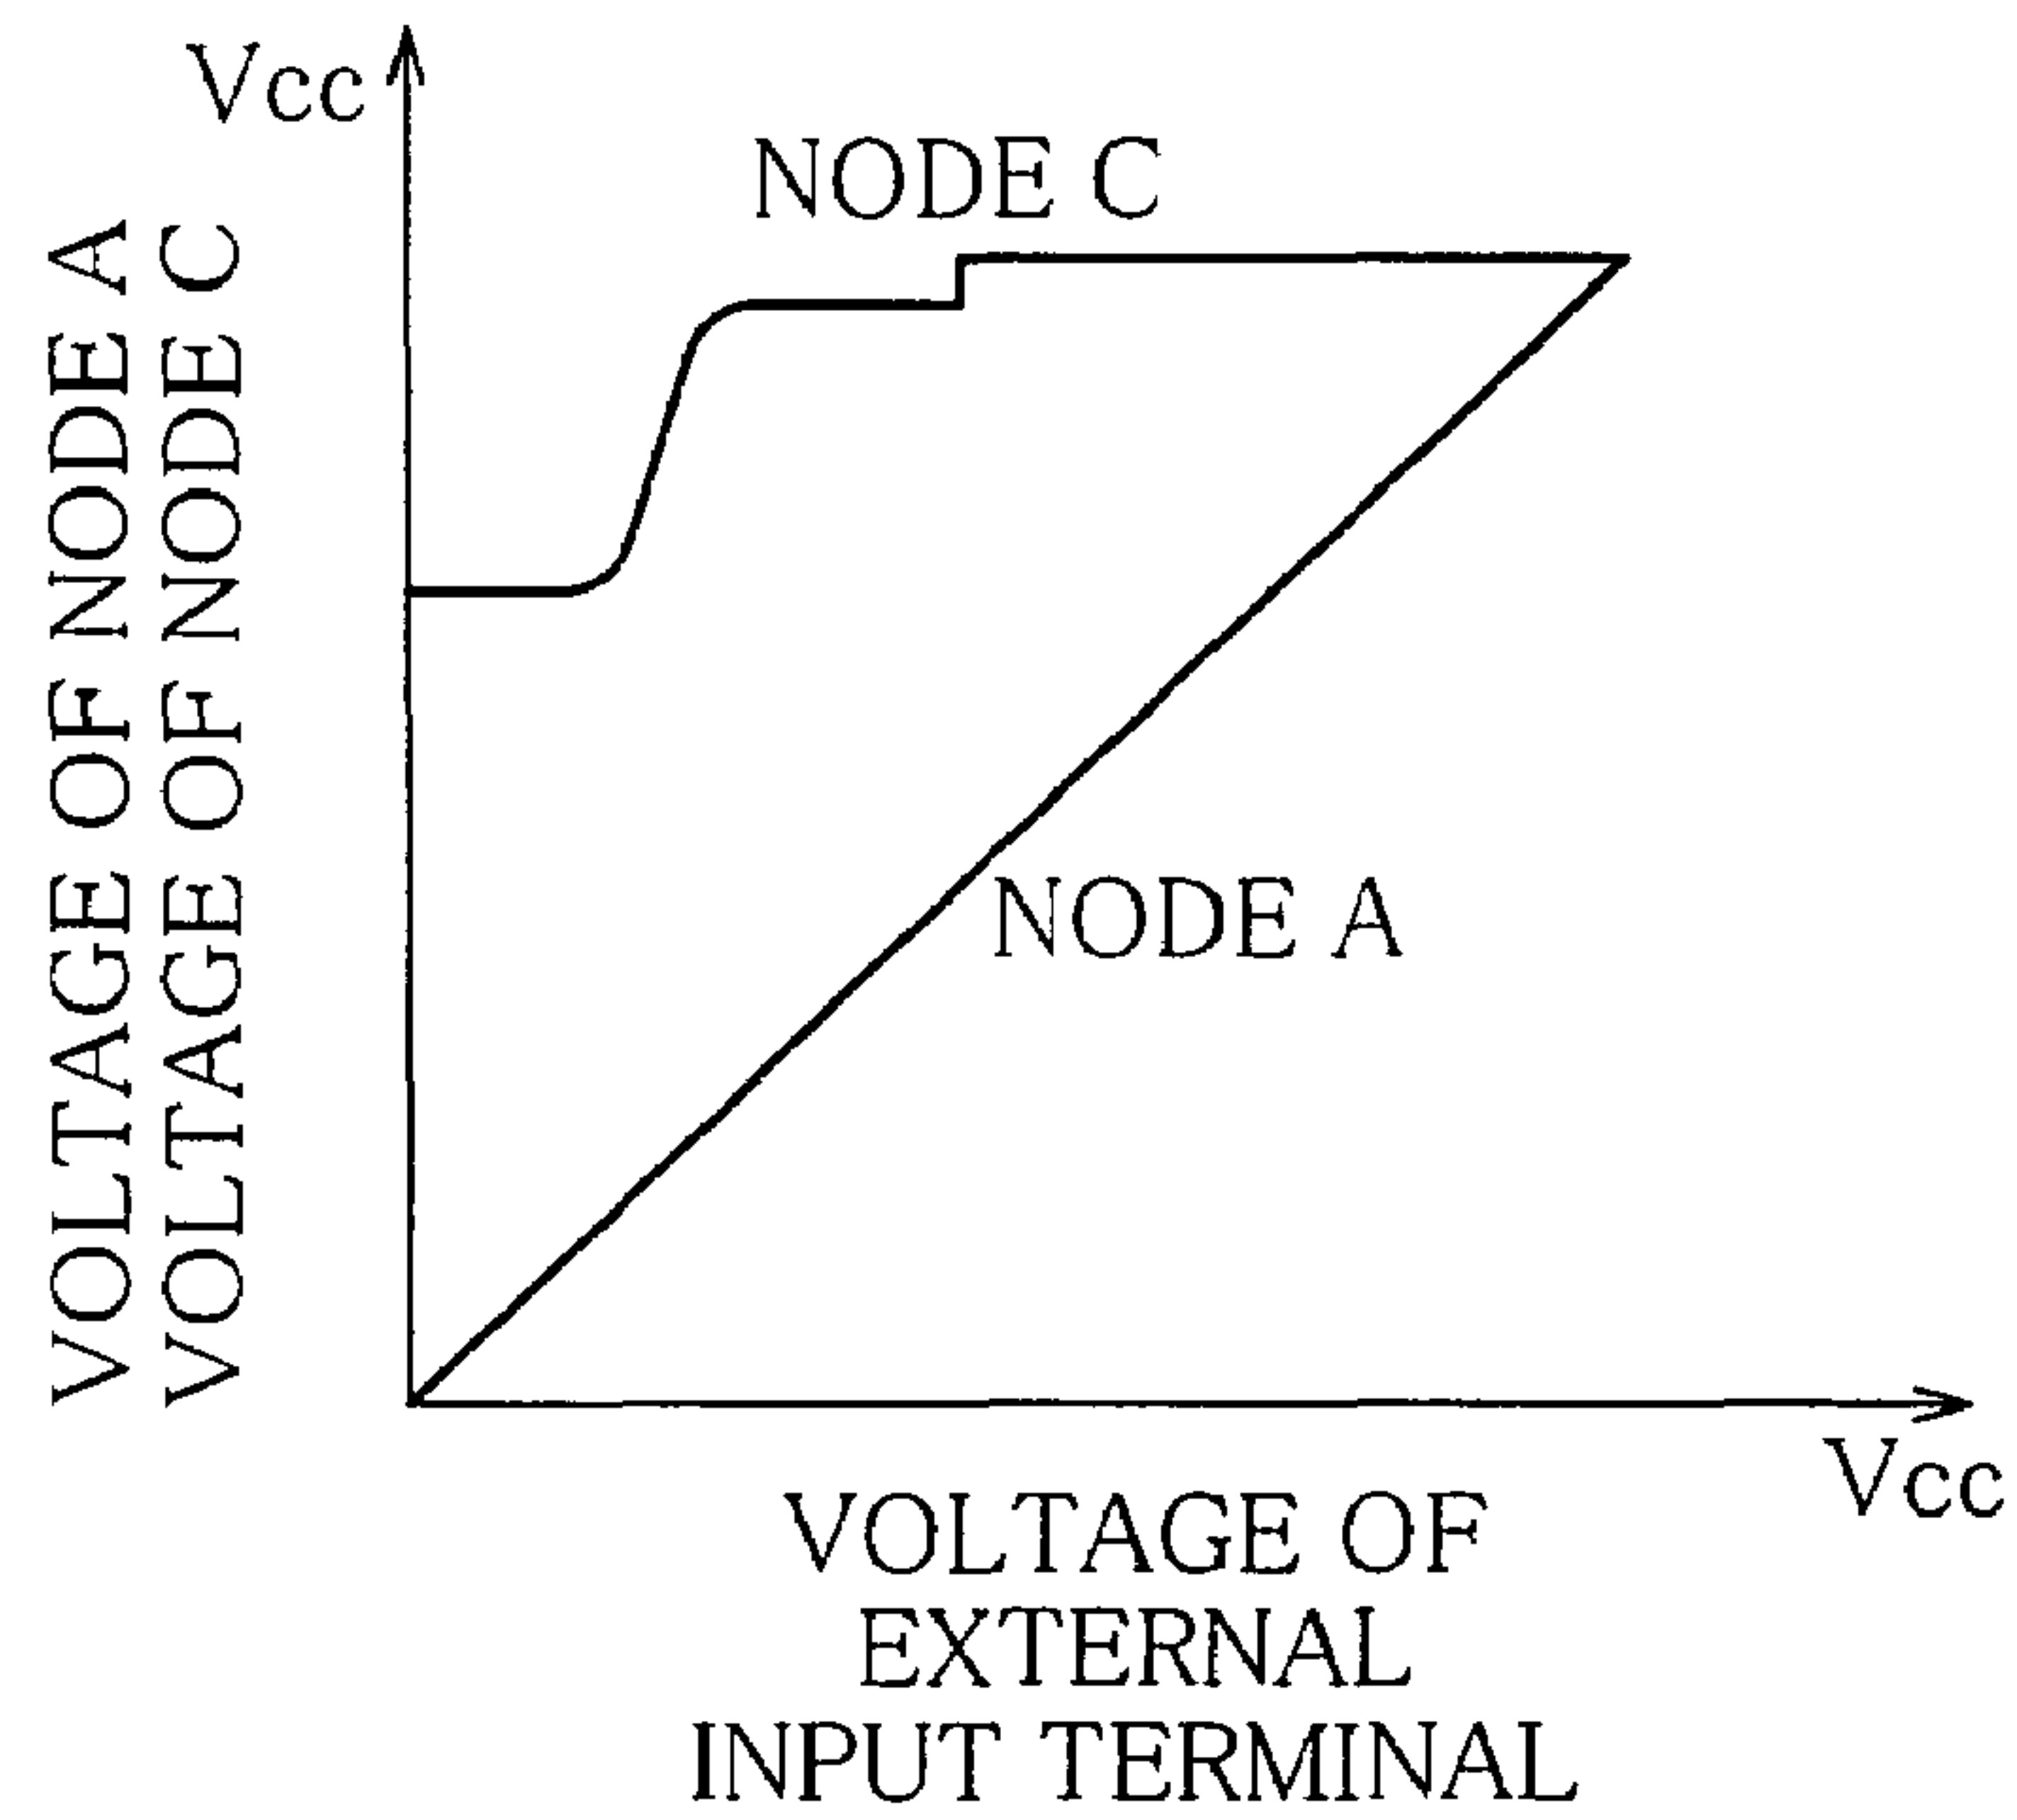 Vcc
NODE C
VOLTAGE OF NODE A
VOLTAGE OF NODE C
NODE A
Vcc
VOLTAGE OF
EXTERNAL
INPUT TERMINAL